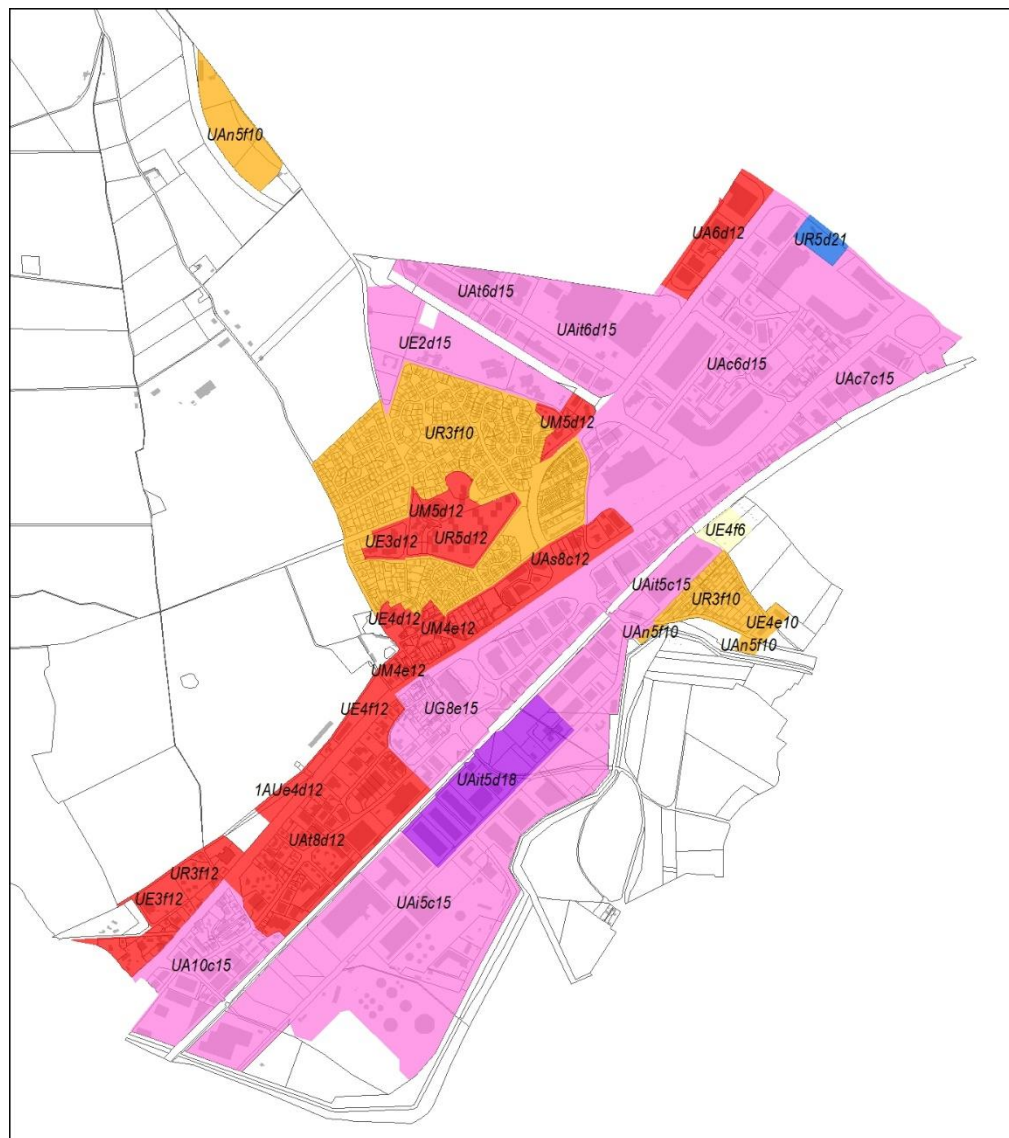 UAn5f10
UA6d12
UR5d21
UAt6d15
UAit6d15
UE2d15
UAc6d15
UAc7c15
UM5d12
UR3f10
UM5d12
UE3d12
UR5d12
UE4f6
UAs8c12
UAit5c15
UR3f10
UE4d12
UM4e12
UE4e10
UAn5f10
UAn5f10
UM4e12
UE4f12
UG8e15
UAit5d18
1AUe4d12
UAt8d12
UR3f12
UE3f12
UAi5c15
UA10c15